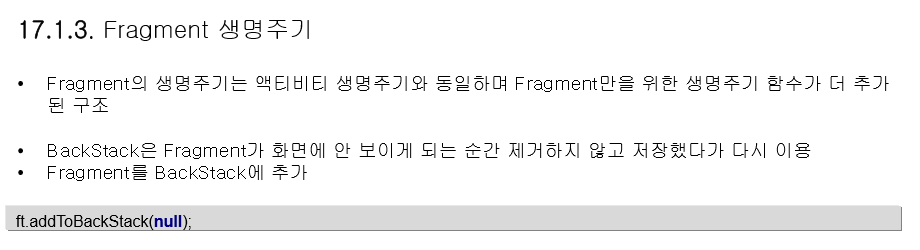 17.1.3. Fragment 생명주기
• Fragment의 생명주기는 액티비티 생명주기와 동일하며 Fragment만을 위한 생명주기 함수가 더 추가
된 구조
• BackStack은 Fragment가 화면에 안 보이게 되는 순간 제거하지 않고 저장했다가 다시 이용
• Fragment를 BackStack에 추가
ft.addToBackStack(null);